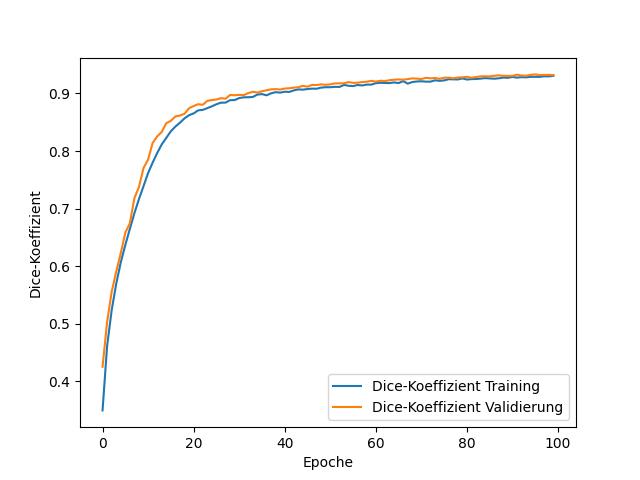 0.9
0.8
0.7
0.6
0.5
0.4
Dice-Koeffizient
Dice-Koeffizient Training
Dice-Koeffizient Validierung
0 20 40 60 80 100
Epoche